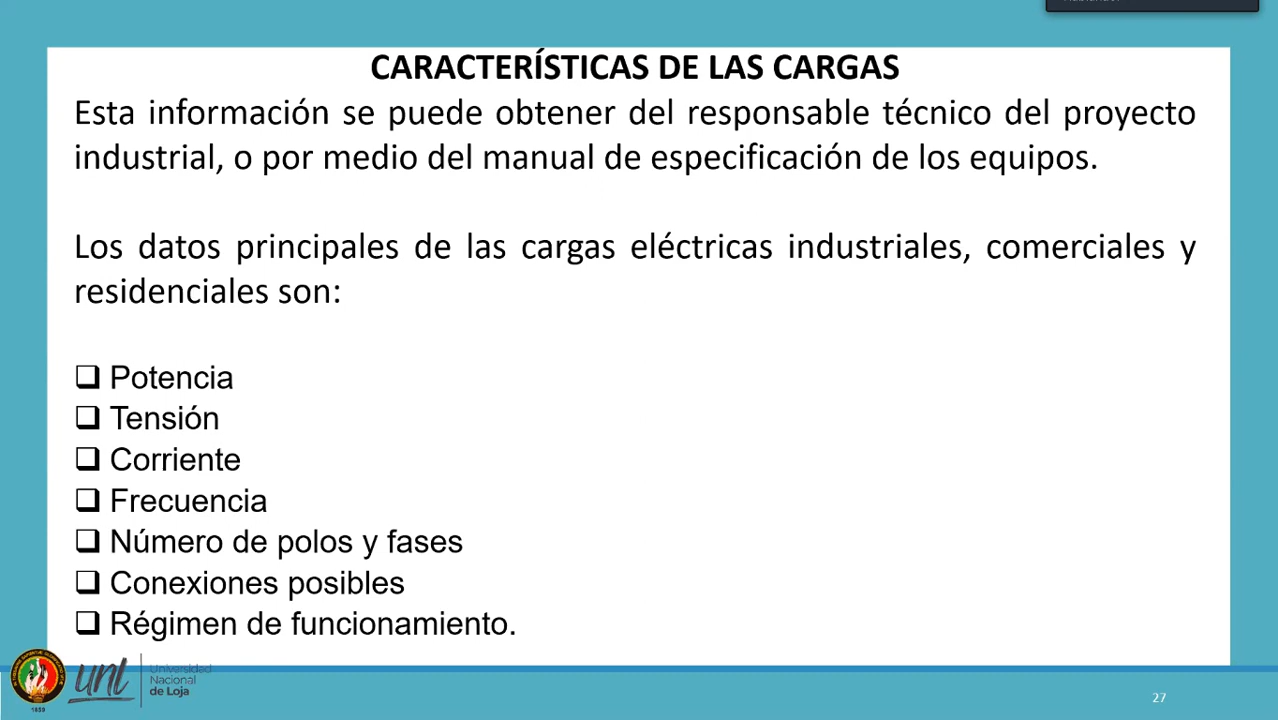 CARACTERÍSTICAS DE LAS CARGAS
Esta información se puede obtener del responsable técnico del proyecto
industrial, o por medio del manual de especificación de los equipos.
Los datos principales de las cargas eléctricas industriales, comerciales y
residenciales son:
Potencia
Tensión
Corriente
Frecuencia
Número de polos y fases
Conexiones posibles
Régimen de funcionamiento.
unl
Universidad
Nacional
de Loja
1859
27